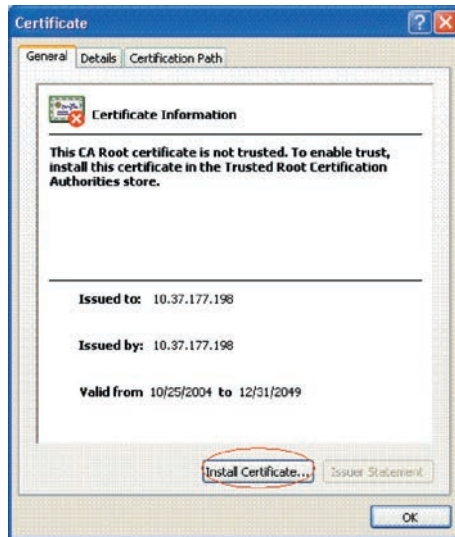 Certificate
General Details Certification Path
Certificate Information
This CA Root certificate is not trusted. To enable trust,
install this certificate in the Trusted Root Certification
Authorities store.
Issued to: 10.37.177.198
Issued by: 10.37.177.198
Valid from 10/25/2004 to 12/31/2049
Install Certificate... Issuer Statement
OK